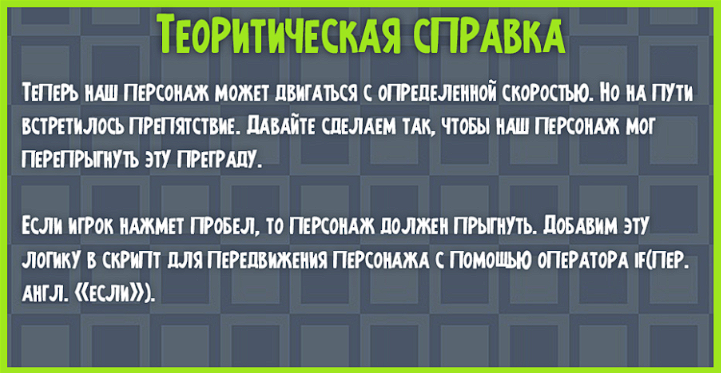 Теоритическая справка
Теперь наш персонаж может двигаться с определенной скоростью. Но на пути
встретилось препятствие. Давайте сделаем так, чтобы наш персонаж мог
перепрыгнуть эту преграду.
Если игрок нажмет пробел, то персонаж должен прыгнуть. Добавим эту
логику в скрипт для передвижения персонажа с помощью оператора if(пер.
англ. «если»).